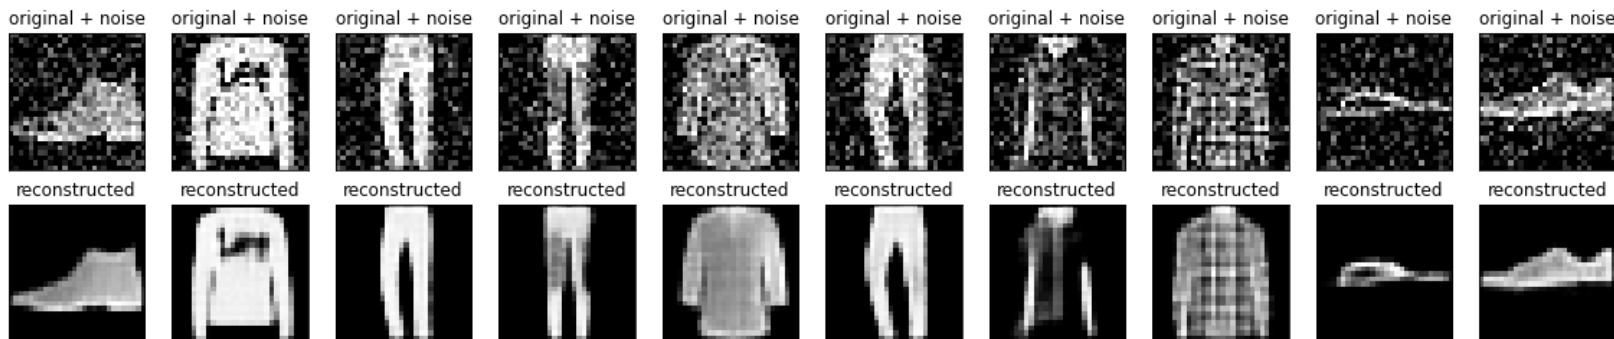 original + noise original + noise original + noise original + noise original + noise original + noise original + noise original + noise original + noise original + noise
reconstructed reconstructed reconstructed reconstructed reconstructed reconstructed reconstructed reconstructed reconstructed reconstructed